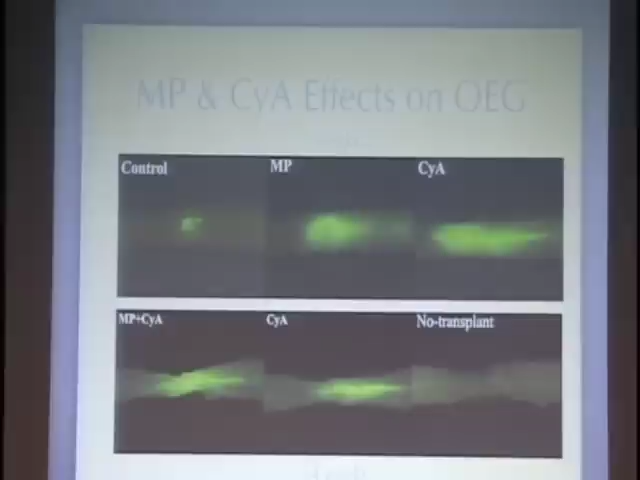 MP & CyA Effects on OEG
Control MP CyA
MP+CyA CyA No-transplant